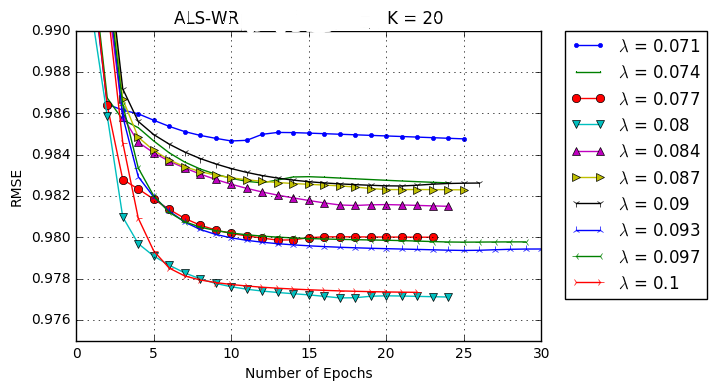 ALS-WR K = 20
0.990
0.988
0.986
0.984
0.982
0.980
0.978
0.976
RMSE
0 5 10 15 20 25 30
Number of Epochs
λ = 0.071
λ = 0.074
λ = 0.077
λ = 0.08
λ = 0.084
λ = 0.087
λ = 0.09
λ = 0.093
λ = 0.097
λ = 0.1